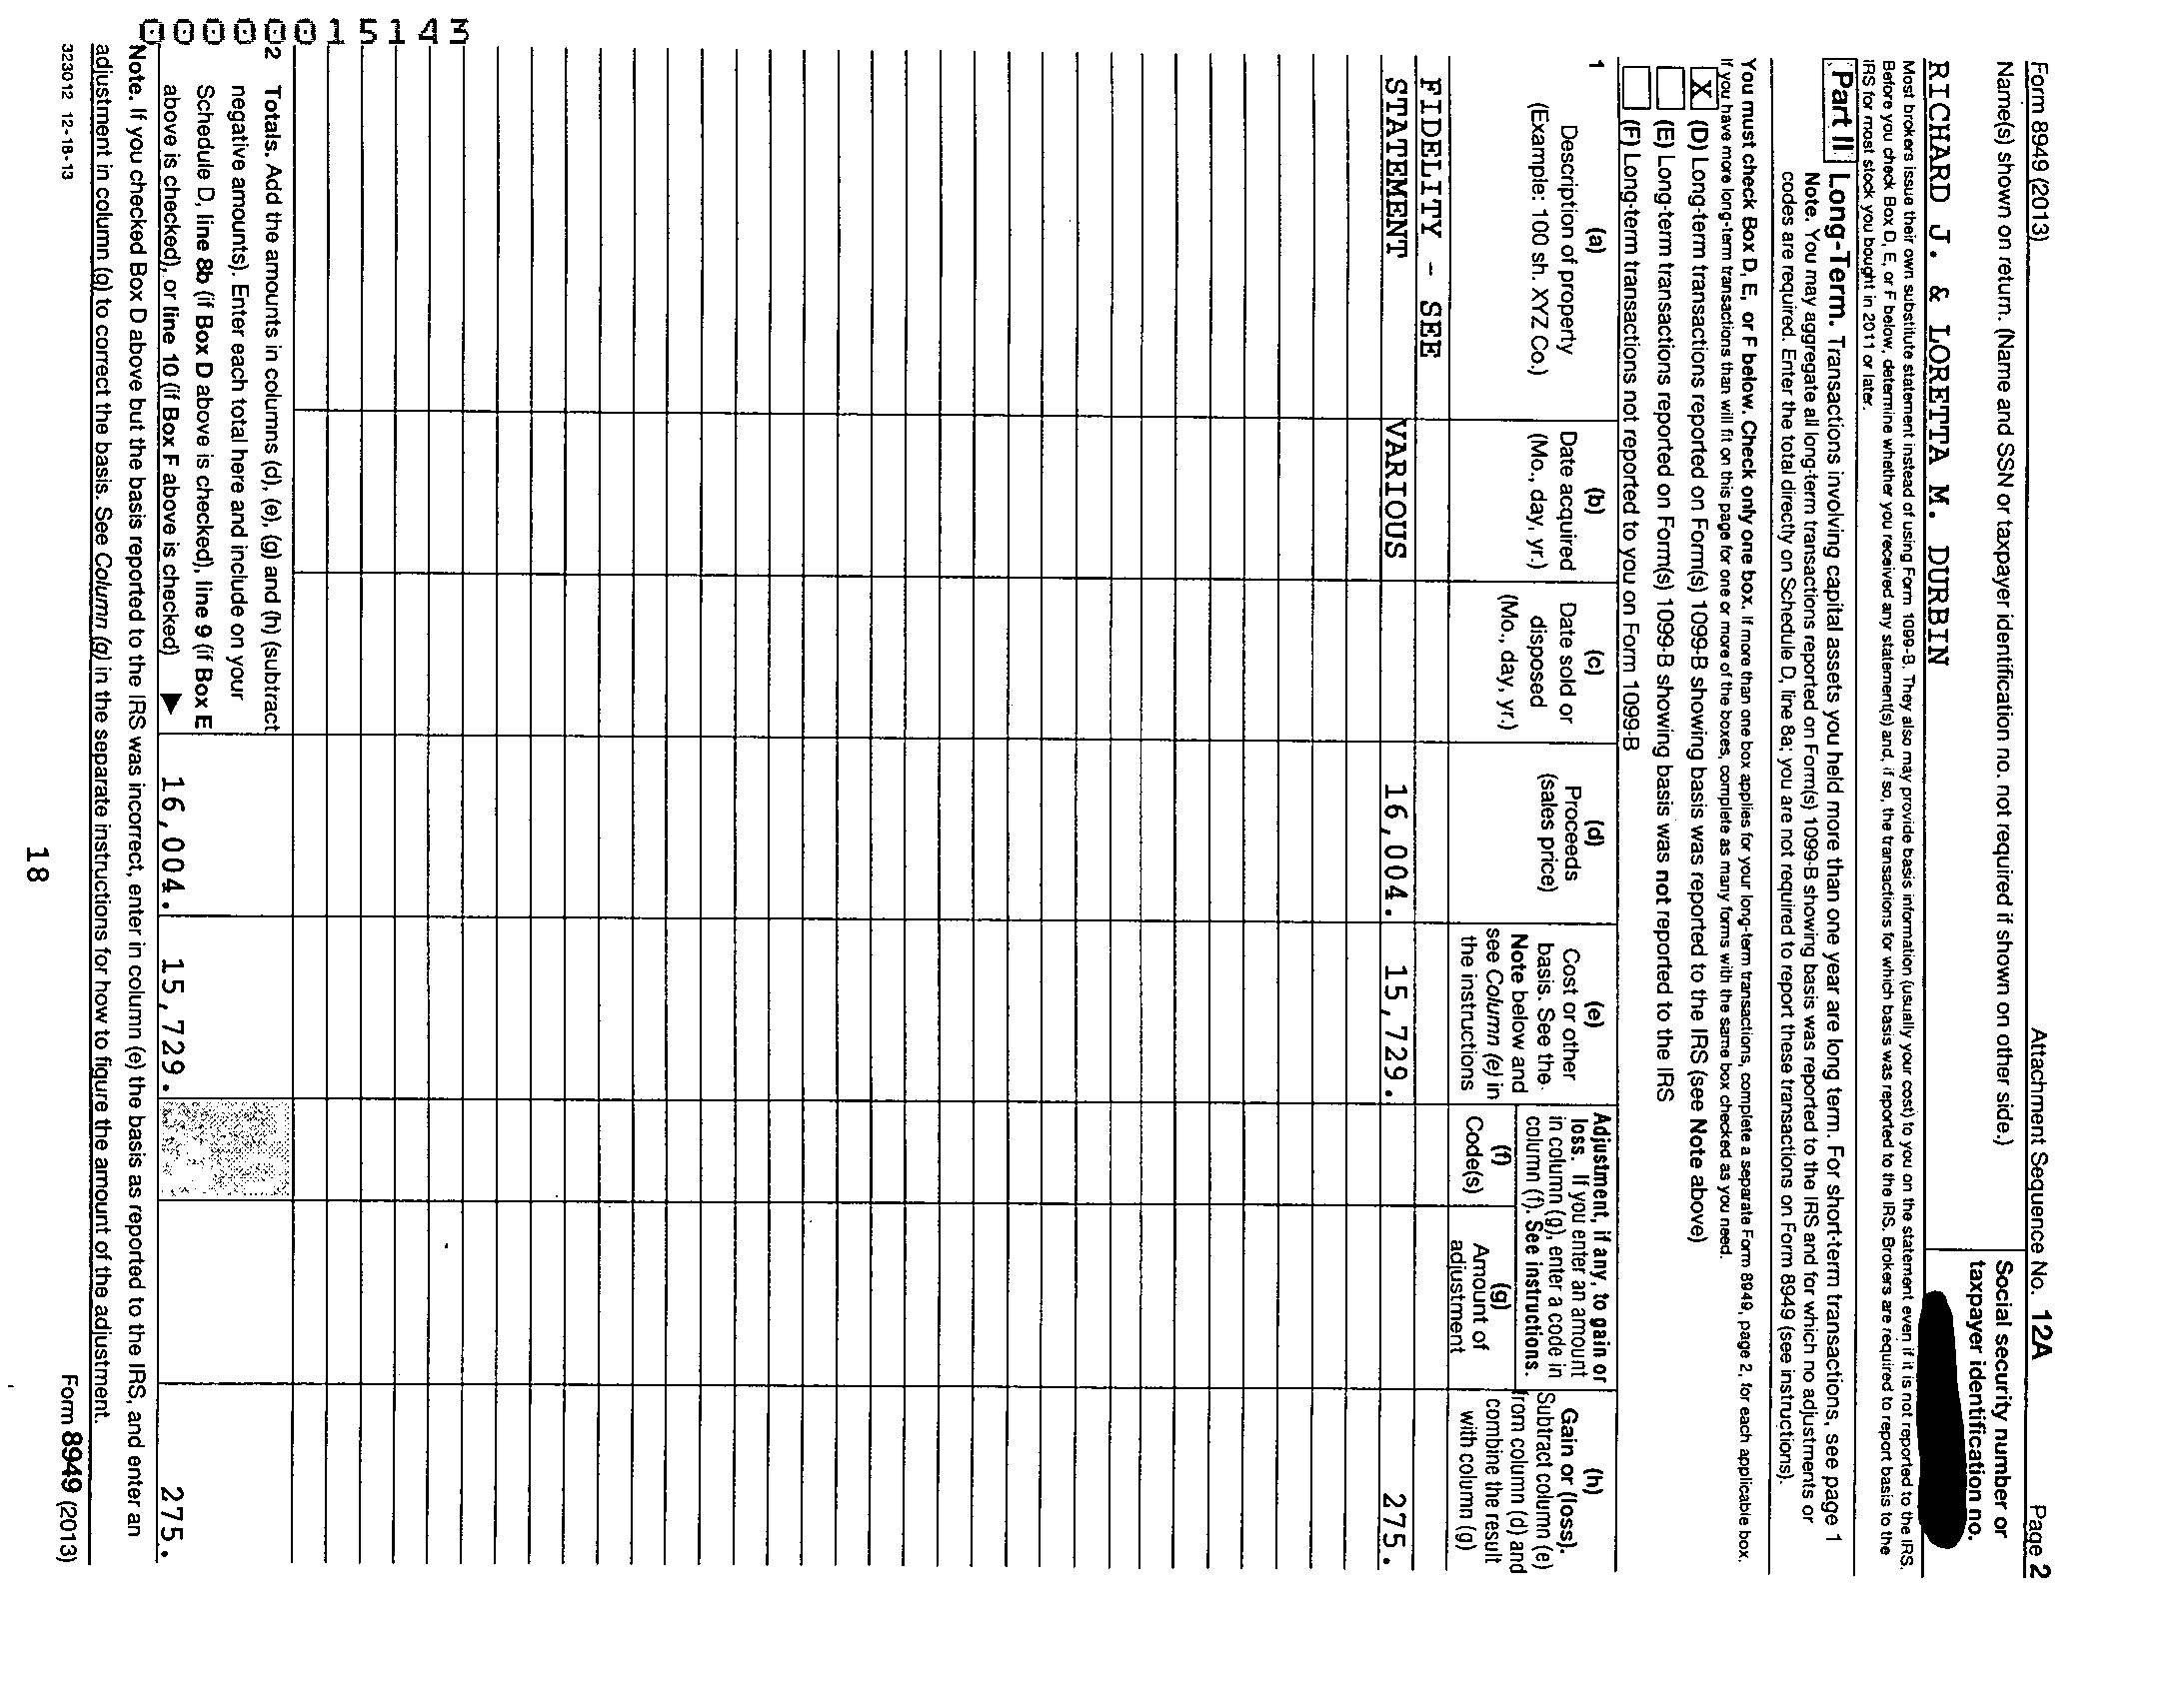 Form 8949 (2013) Attachment Sequence No. 12A Page 2
Name(s) shown on return. (Name and SSN or taxpayer identification no. not required if shown on other side.)
Social security number or
taxpayer identification no.
RICHARD J. & LORETTA M. DURBIN
Most brokers issue their own substitute statement instead of using Form 1099-B. They also may provide basis information (usually your cost) to you on the statement even if it is not reported to the IRS.
Before you check Box D, E, or F below, determine whether you received any statement(s) and, if so, the transactions for which basis was reported to the IRS. Brokers are required to report basis to the
IRS for most stock you bought in 2011 or later.
Part II Long-Term. Transactions involving capital assets you held more than one year are long term. For short-term transactions, see page 1
Note. You may aggregate all long-term transactions reported on Form(s) 1099-B showing basis was reported to the IRS and for which no adjustments or
codes are required. Enter the total directly on Schedule D, line 8a; you are not required to report these transactions on Form 8949 (see instructions).
You must check Box D, E, or F below. Check only one box. If more than one box applies for your long-term transactions, complete a separate Form 8949, page 2, for each applicable box.
If you have more long-term transactions than will fit on this page for one or more of the boxes, complete as many forms with the same box checked as you need.
X (D) Long-term transactions reported on Form(s) 1099-B showing basis was reported to the IRS (see Note above)
(E) Long-term transactions reported on Form(s) 1099-B showing basis was not reported to the IRS
(F) Long-term transactions not reported to you on Form 1099-B
1
(a)
Description of property
(Example: 100 sh. XYZ Co.)
(b)
Date acquired
(Mo., day, yr.)
(c)
Date sold or
disposed
(Mo., day, yr.)
(d)
Proceeds
(sales price)
(e)
Cost or other
basis. See the
Note below and
see Column (e) in
the instructions
Adjustment, if any, to gain or
loss. If you enter an amount
in column (g), enter a code in
column (f). See instructions.
(f)
Code(s)
(g)
Amount of
adjustment
(h)
Gain or (loss).
Subtract column (e)
from column (d) and
combine the result
with column (g)
FIDELITY - SEE
STATEMENT VARIOUS 16,004. 15,729. 275.
2 Totals. Add the amounts in columns (d), (e), (g) and (h) (subtract
negative amounts). Enter each total here and include on your
Schedule D, line 8b (if Box D above is checked), line 9 (if Box E
above is checked), or line 10 (if Box F above is checked) ▶ 16,004. 15,729. 275.
Note. If you checked Box D above but the basis reported to the IRS was incorrect, enter in column (e) the basis as reported to the IRS, and enter an
adjustment in column (g) to correct the basis. See Column (g) in the separate instructions for how to figure the amount of the adjustment.
323012 12-18-13 Form 8949 (2013)
18
00000015143